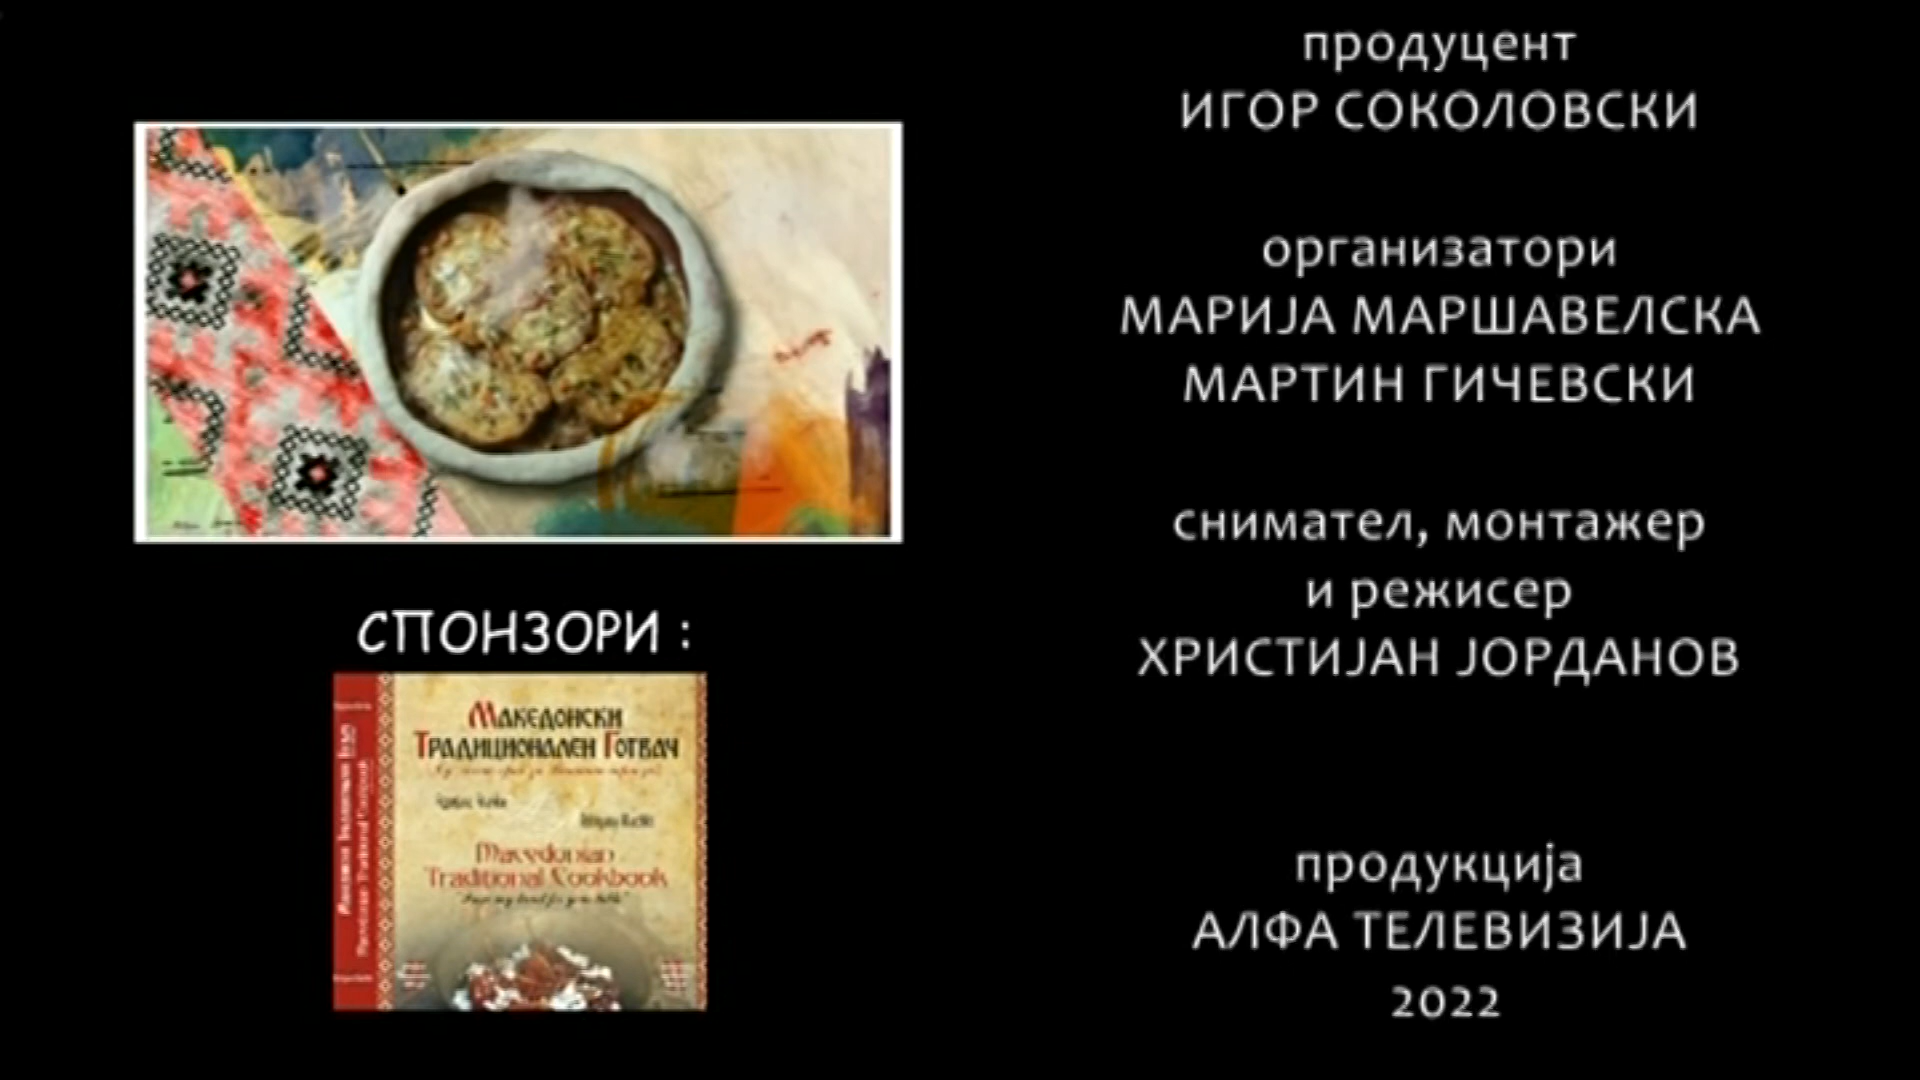 продуцент
ИГОР СОКОЛОВСКИ
организатори
МАРИЈА МАРШАВЕЛСКА
МАРТИН ГИЧЕВСКИ
снимател, монтажер
и режисер
ХРИСТИЈАН ЈОРДАНОВ
продукција
АЛФА ТЕЛЕВИЗИЈА
2022
СПОНЗОРИ :
МАКЕДОНСКИ
ТРАДИЦИОНАЛЕН ГОТВАЧ
Macedonian
Traditional Cookbook